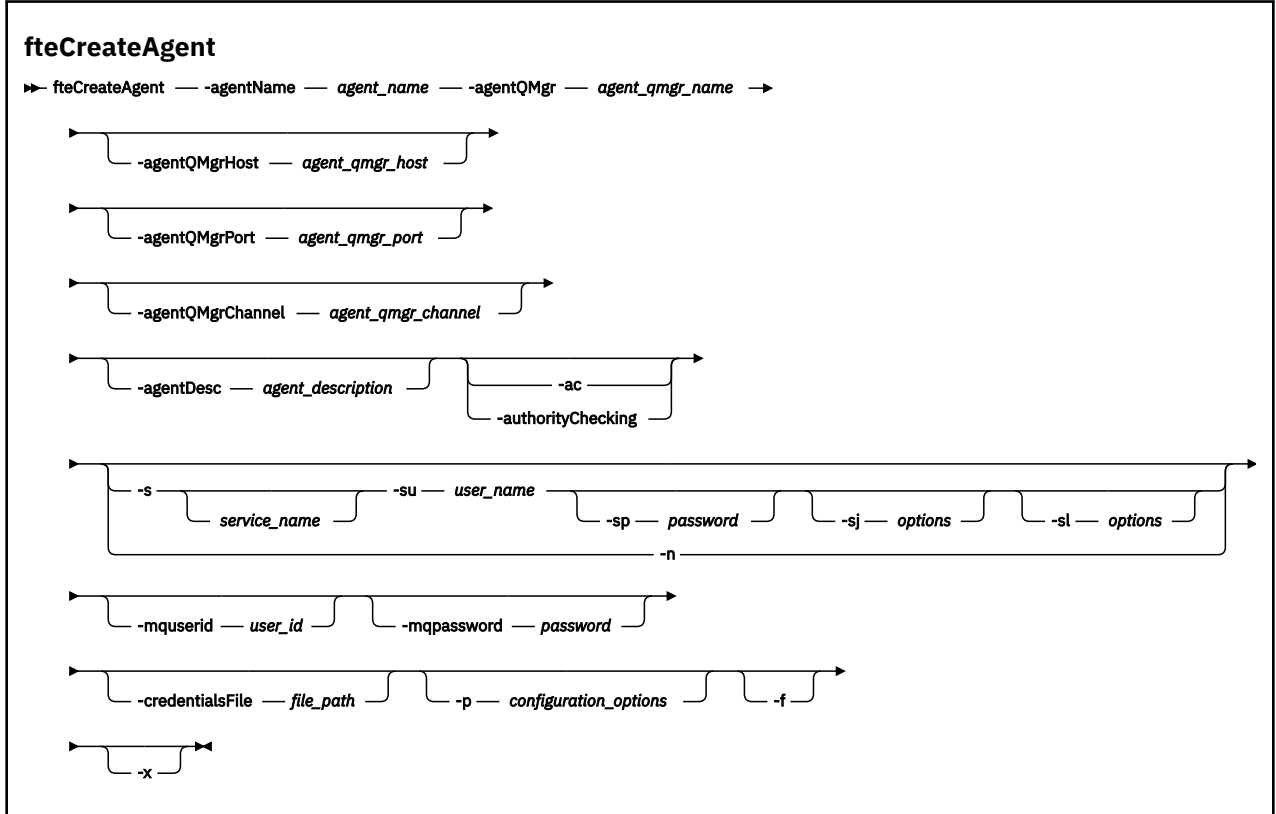 fteCreateAgent
fteCreateAgent -agentName agent_name -agentQMgr agent_qmgr_name
-agentQMgrHost agent_qmgr_host
-agentQMgrPort agent_qmgr_port
-agentQMgrChannel agent_qmgr_channel
-agentDesc agent_description -ac
-authorityChecking
-s -su user_name
service_name -sp password -sj options -sl options
-n
-mquserid user_id -mqpassword password
-credentialsFile file_path -p configuration_options -f
-x